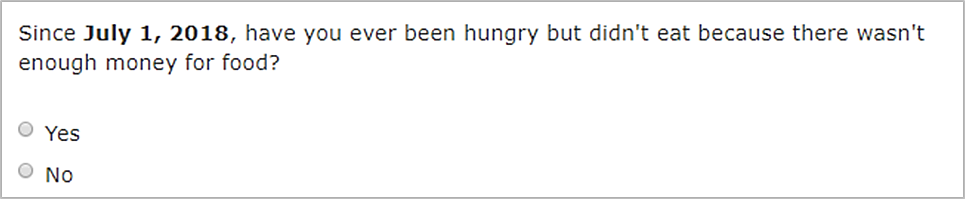 Since July 1, 2018, have you ever been hungry but didn't eat because there wasn't
enough money for food?
Yes
No